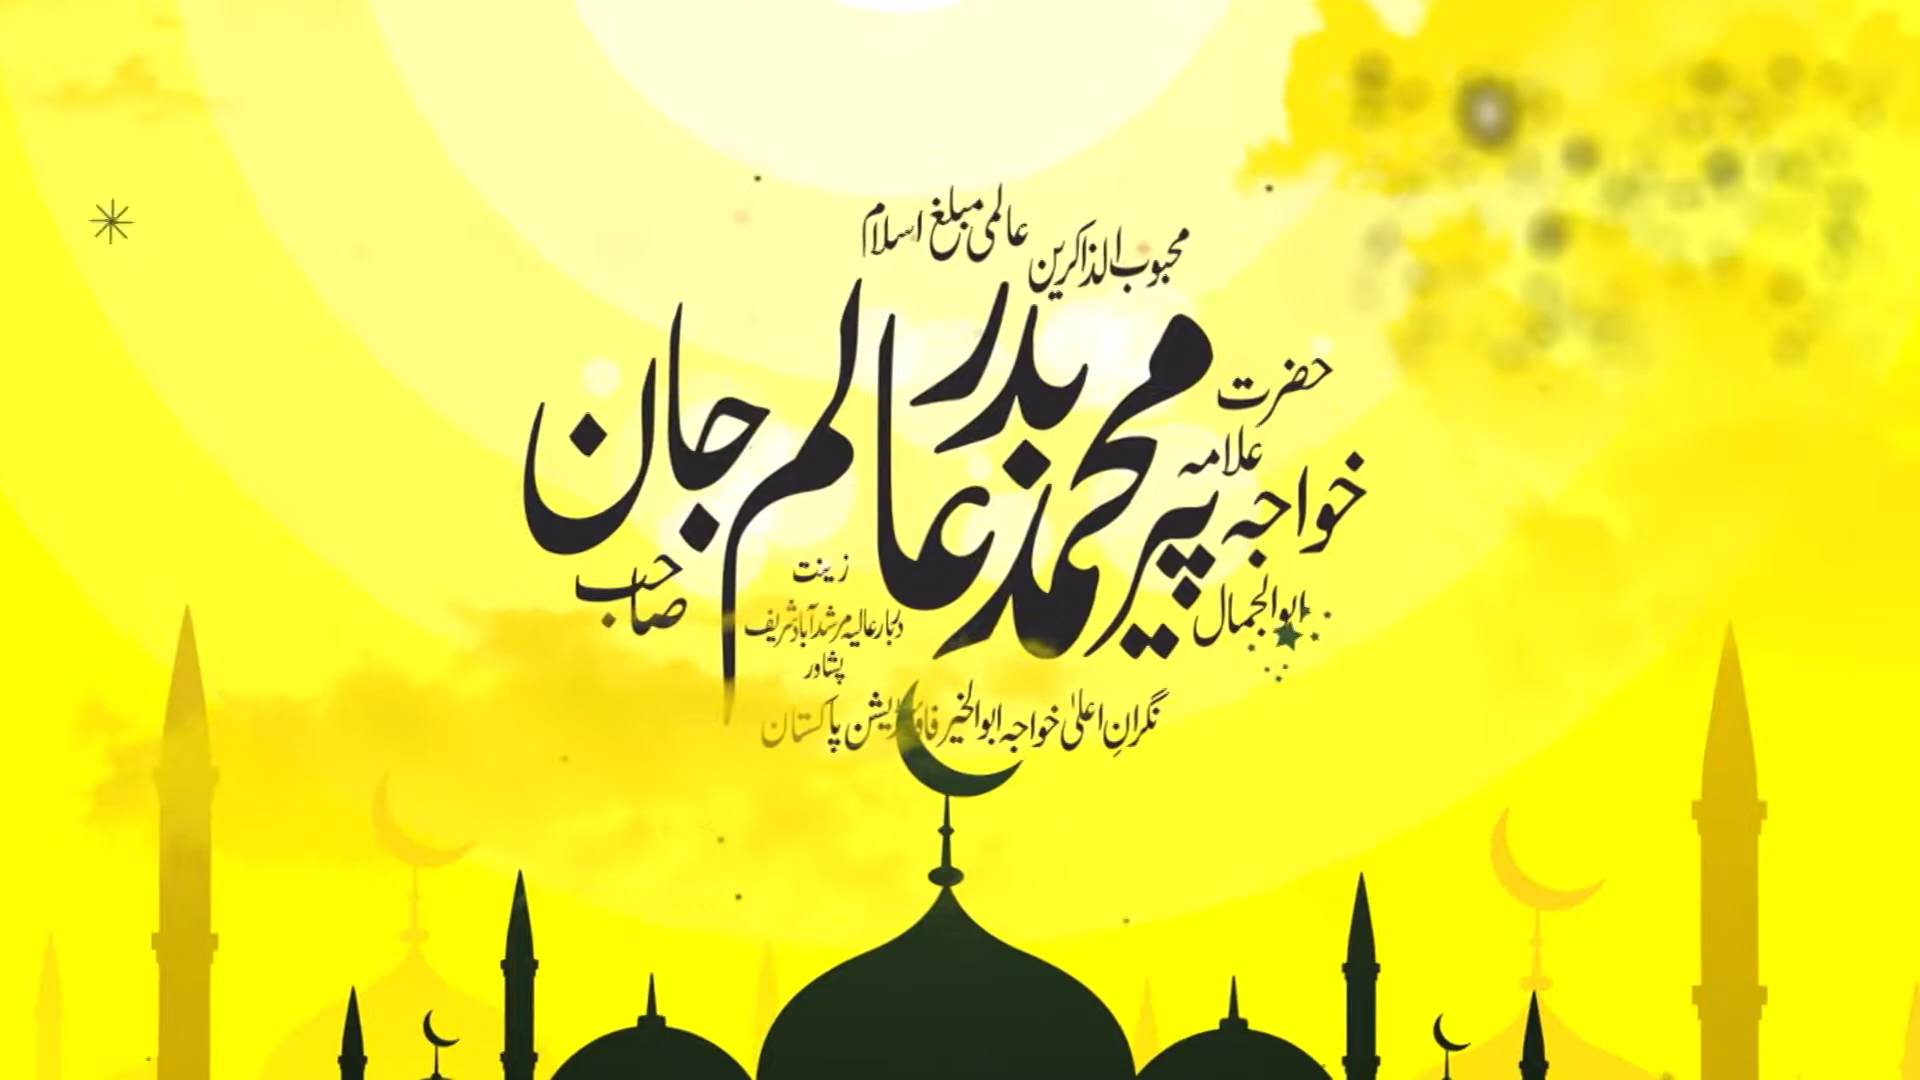 محبوب الذاکرین عالمی مبلغ اسلام
حضرت علامہ
خواجہ پیر
ابوالجمال
محمد بدر عالم جان
صاحب
زینت
دربار عالیہ مرشد آباد شریف
پشاور
نگرانِ اعلیٰ خواجہ ابوالخیر فاؤنڈیشن پاکستان